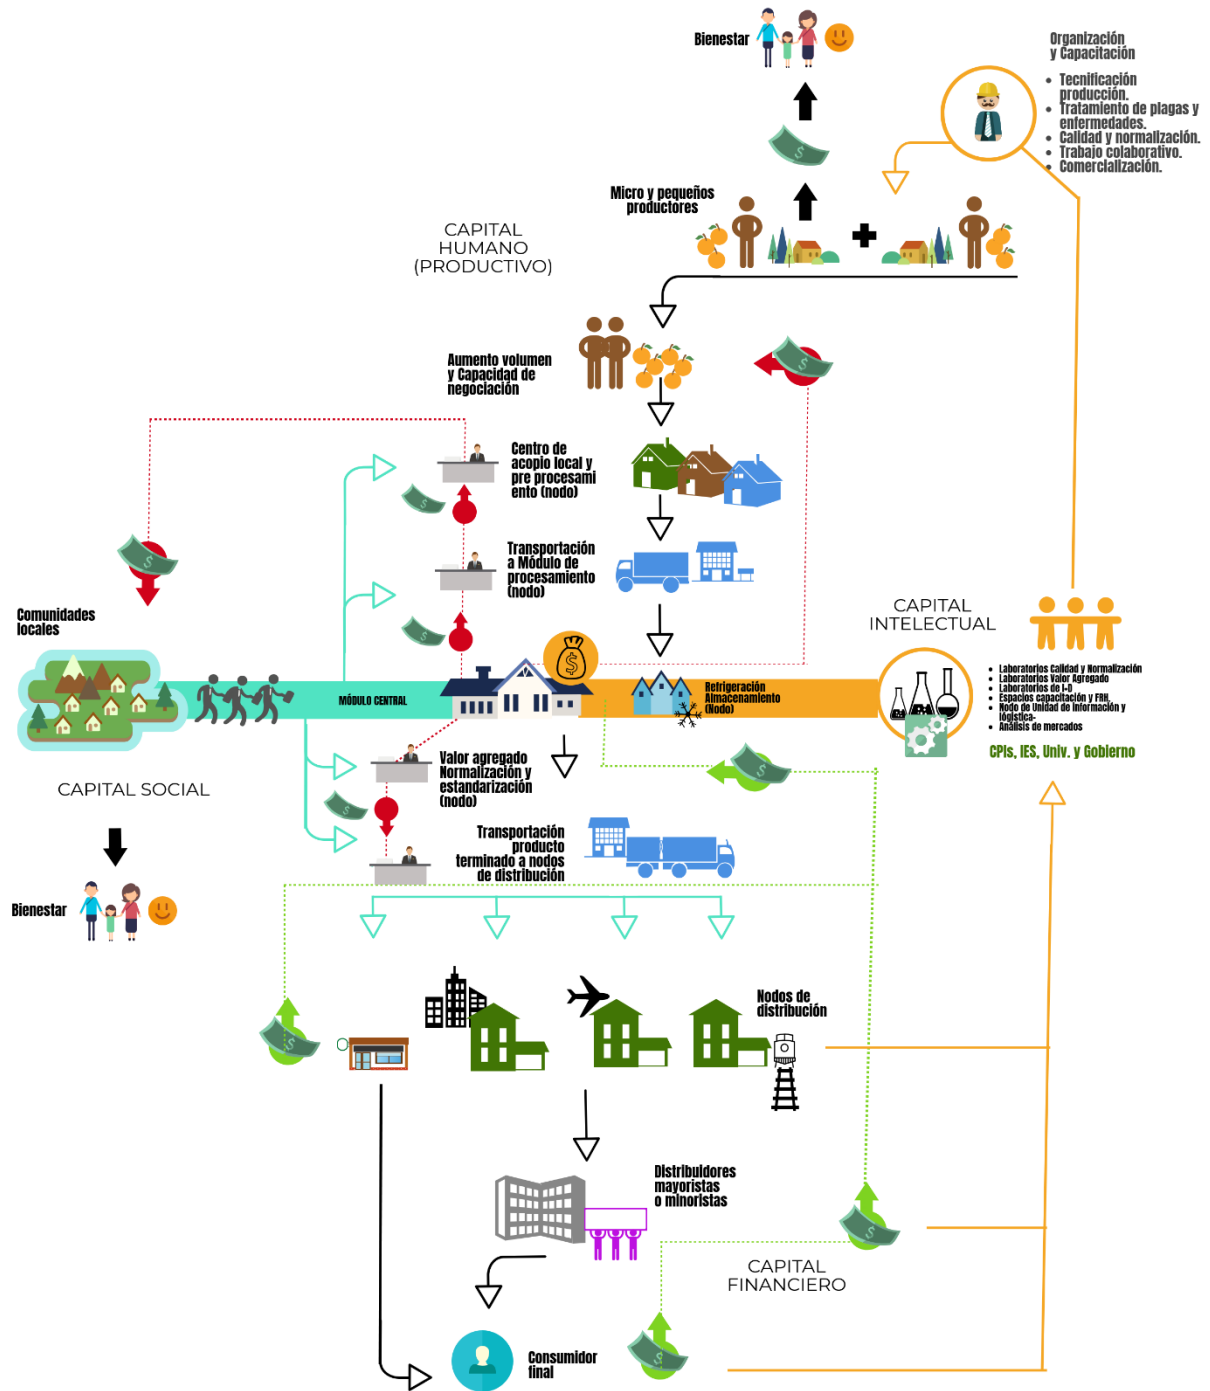 Bienestar
Organización
y Capacitación
• Tecnificación
producción.
• Tratamiento de plagas y
enfermedades.
• Calidad y normalización.
• Trabajo colaborativo.
• Comercialización.
Micro y pequeños
productores
CAPITAL
HUMANO
(PRODUCTIVO)
Aumento volumen
y Capacidad de
negociación
Centro de
acopio local y
pre procesami
ento (nodo)
Transportación
a Módulo de
procesamiento
(nodo)
Comunidades
locales
CAPITAL
INTELECTUAL
MÓDULO CENTRAL
Refrigeración
Almacenamiento
(Nodo)
• Laboratorios Calidad y Normalización
• Laboratorios Valor Agregado
• Laboratorios de I+D
• Espacios capacitación y FRH,
• Nodo de Unidad de información y
lógistica-
• Análisis de mercados
CPIs, IES, Univ. y Gobierno
Valor agregado
Normalización y
estandarización
(nodo)
CAPITAL SOCIAL
Transportación
producto
terminado a nodos
de distribución
Bienestar
Nodos de
distribución
Distribuidores
mayoristas
o minoristas
CAPITAL
FINANCIERO
Consumidor
final